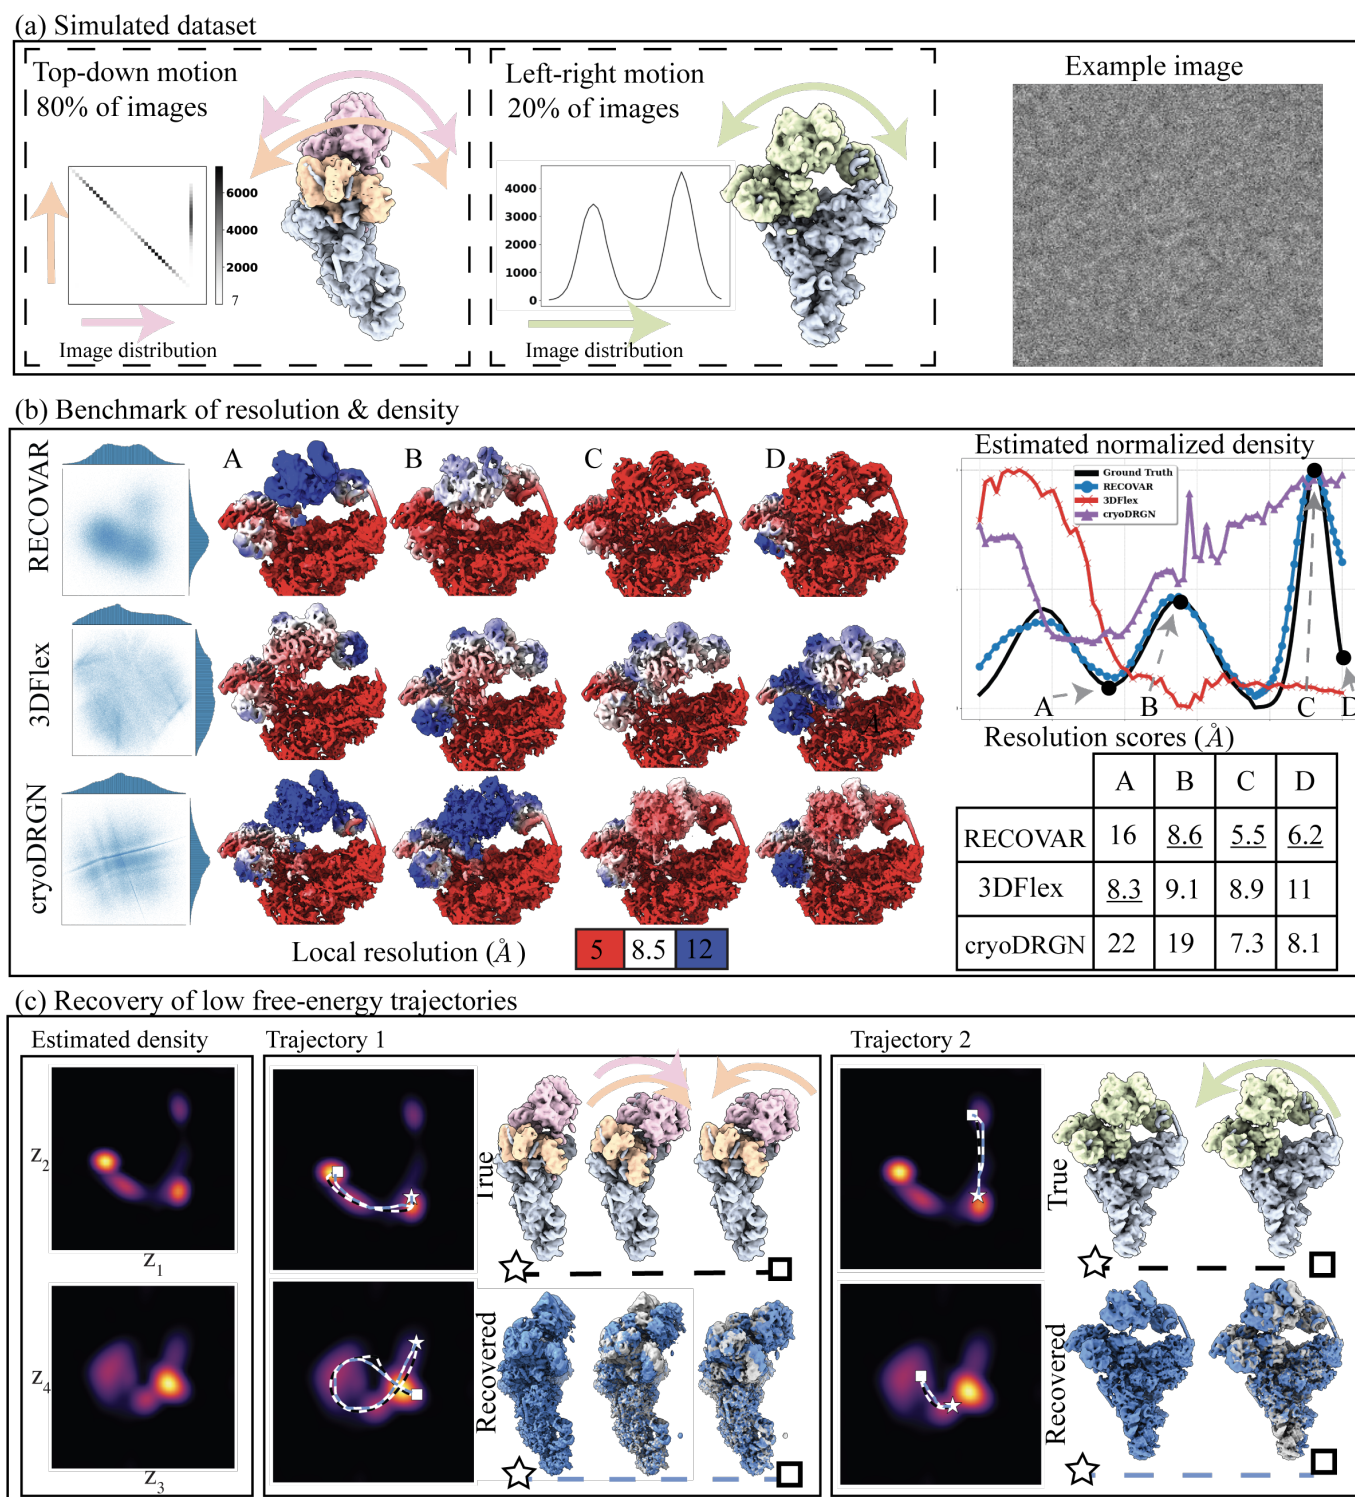 (a) Simulated dataset
Top-down motion
80% of images
6000
4000
2000
7
Image distribution
Left-right motion
20% of images
4000
3000
2000
1000
0
Image distribution
Example image
(b) Benchmark of resolution & density
RECOVAR
A
B
C
D
3DFlex
4
cryoDRGN
Local resolution (Å)
5
8.5
12
Estimated normalized density
Ground Truth
RECOVAR
3DFlex
cryoDRGN
A
B
C
D
Resolution scores (Å)
A B C D
RECOVAR 16 8.6 5.5 6.2
3DFlex 8.3 9.1 8.9 11
cryoDRGN 22 19 7.3 8.1
(c) Recovery of low free-energy trajectories
Estimated density
Z2
Z1
Z4
Z3
Trajectory 1
True
Recovered
Trajectory 2
True
Recovered